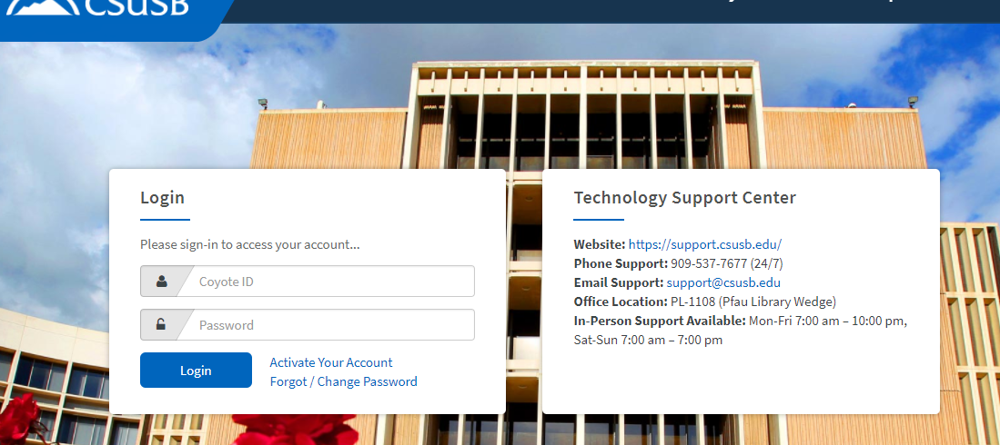 CSUSB
Login
Please sign-in to access your account...
Coyote ID
Password
Login
Activate Your Account
Forgot / Change Password
Technology Support Center
Website: https://support.csusb.edu/
Phone Support: 909-537-7677 (24/7)
Email Support: support@csusb.edu
Office Location: PL-1108 (Pfau Library Wedge)
In-Person Support Available: Mon-Fri 7:00 am – 10:00 pm,
Sat-Sun 7:00 am – 7:00 pm